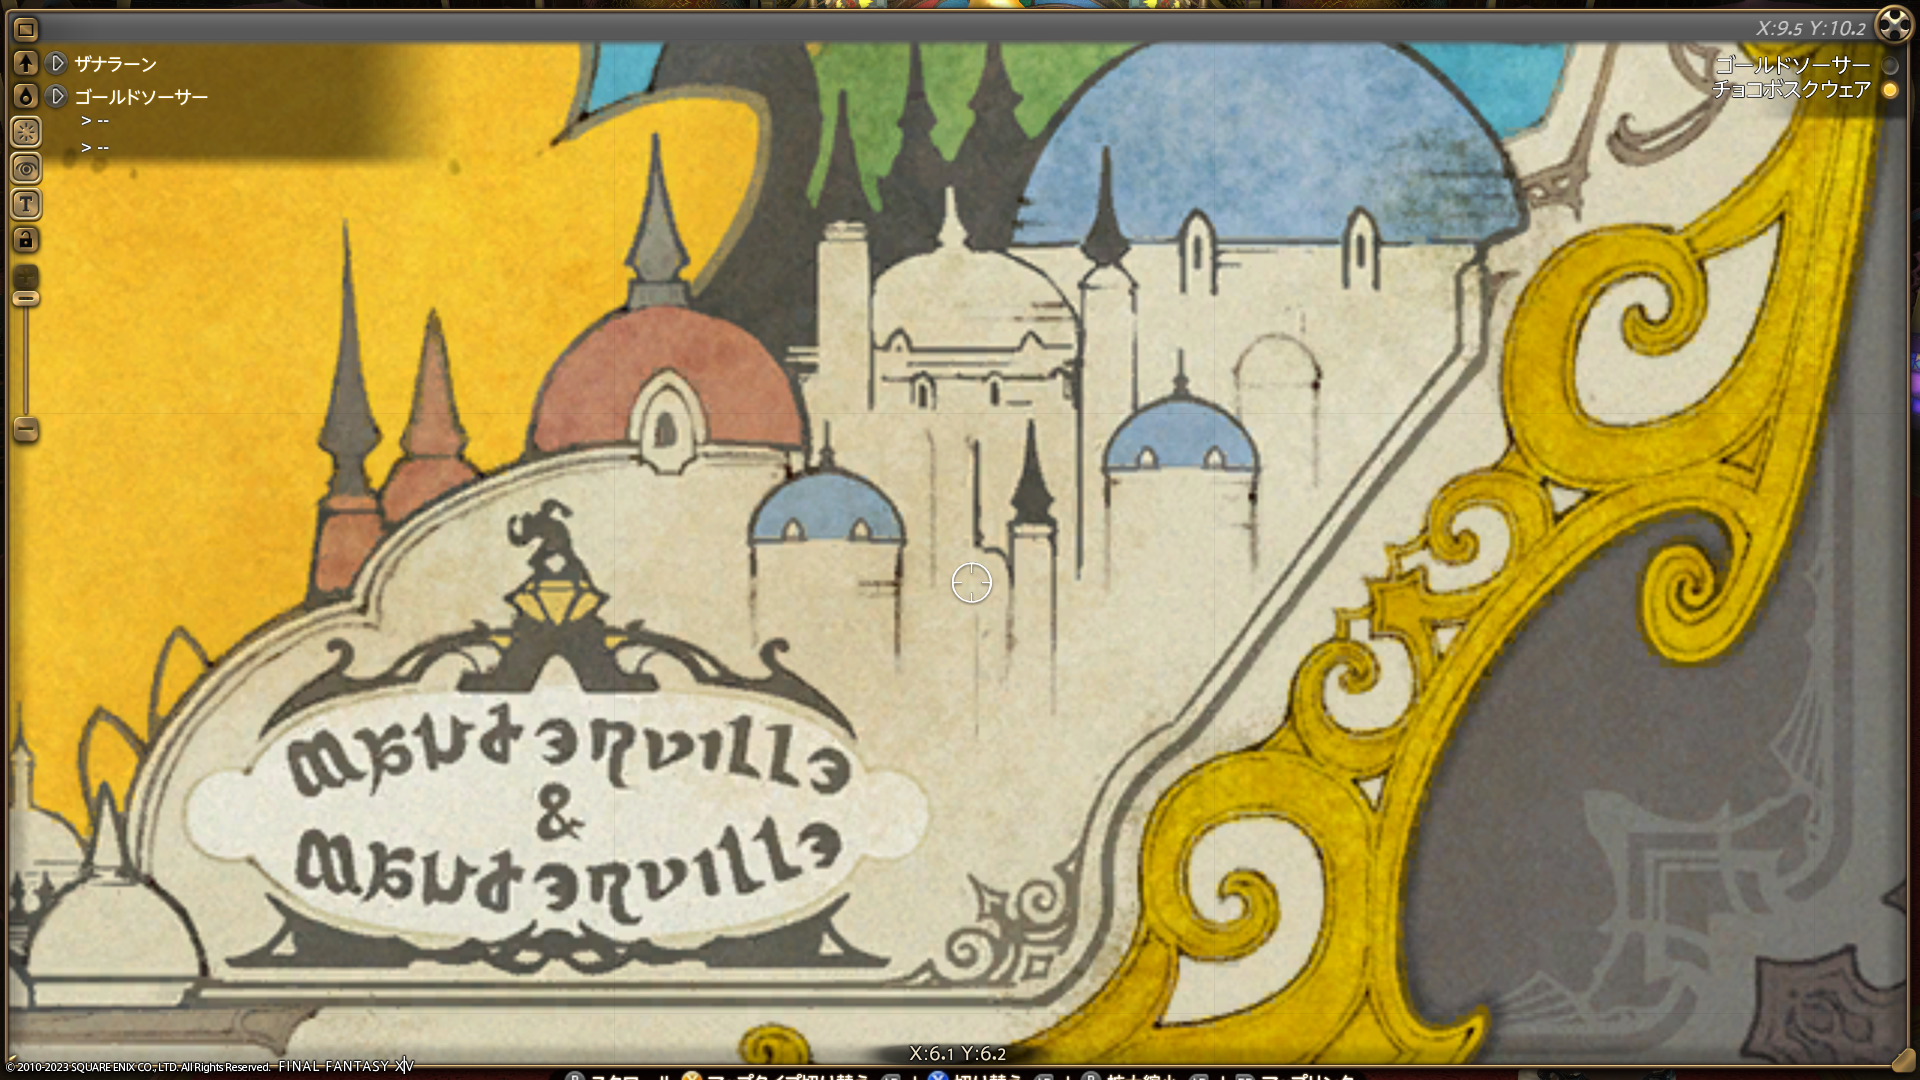 X:9.5 Y:10.2
ザナラーン
ゴールドソーサー
> --
> --
ゴールドソーサー
チョコボスクウェア
T
Manderville
&
Manderville
X:6.1 Y:6.2
© 2010-2023 SQUARE ENIX CO., LTD. All Rights Reserved. FINAL FANTASY XIV